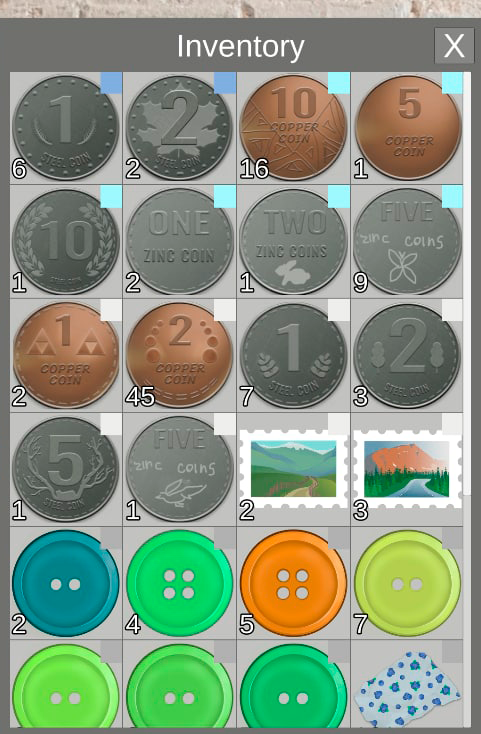 Inventory
X
1
STEEL COIN
6
2
STEEL COIN
2
10
COPPER
COIN
16
5
COPPER
COIN
1
10
1
ONE
ZINC COIN
2
TWO
ZINC COINS
1
FIVE
zinc coins
9
1
COPPER
COIN
2
2
COPPER
COIN
45
1
STEEL COIN
7
2
STEEL COIN
3
5
STEEL COIN
1
FIVE
zinc coins
1
2
3
2
4
5
7